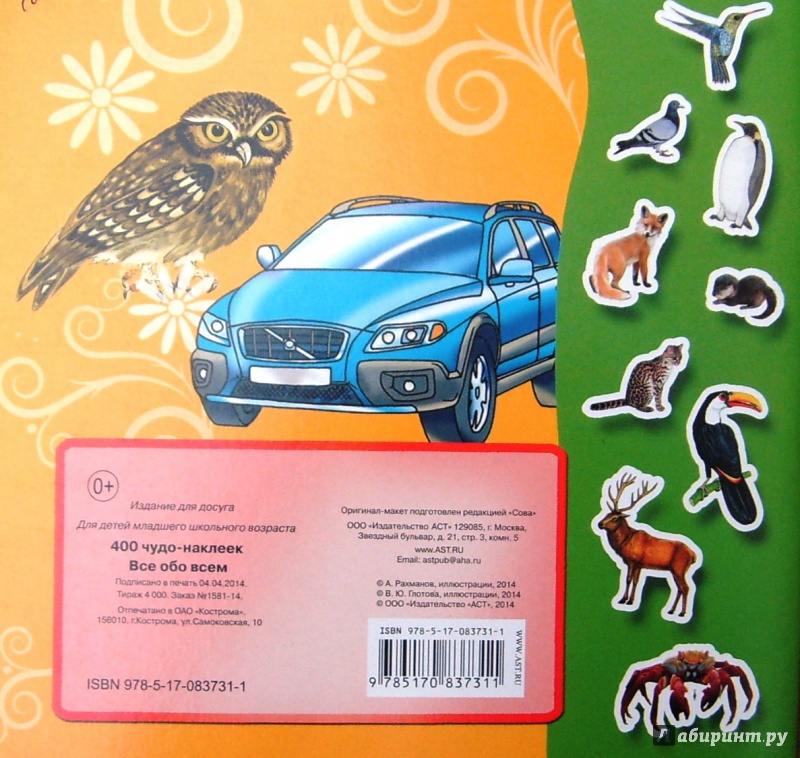 0+
Издание для досуга
Для детей младшего школьного возраста
400 чудо-наклеек
Все обо всем
Подписано в печать 04.04.2014.
Тираж 4 000. Заказ №1581-14.
Отпечатано в ОАО «Кострома».
156010. г.Кострома, ул.Самоковская, 10
ISBN 978-5-17-083731-1
Оригинал-макет подготовлен редакцией «Сова»
ООО «Издательство АСТ» 129085, г. Москва,
Звездный бульвар, д. 21, стр. 3, комн. 5
www.AST.RU
Email: astpub@aha.ru
© А. Рахманов, иллюстрации, 2014
© В. Ю. Глотова, иллюстрации, 2014
© ООО «Издательство АСТ», 2014
ISBN 978-5-17-083731-1
9 785170 837311
WWW.AST.RU
Лабиринт.ру